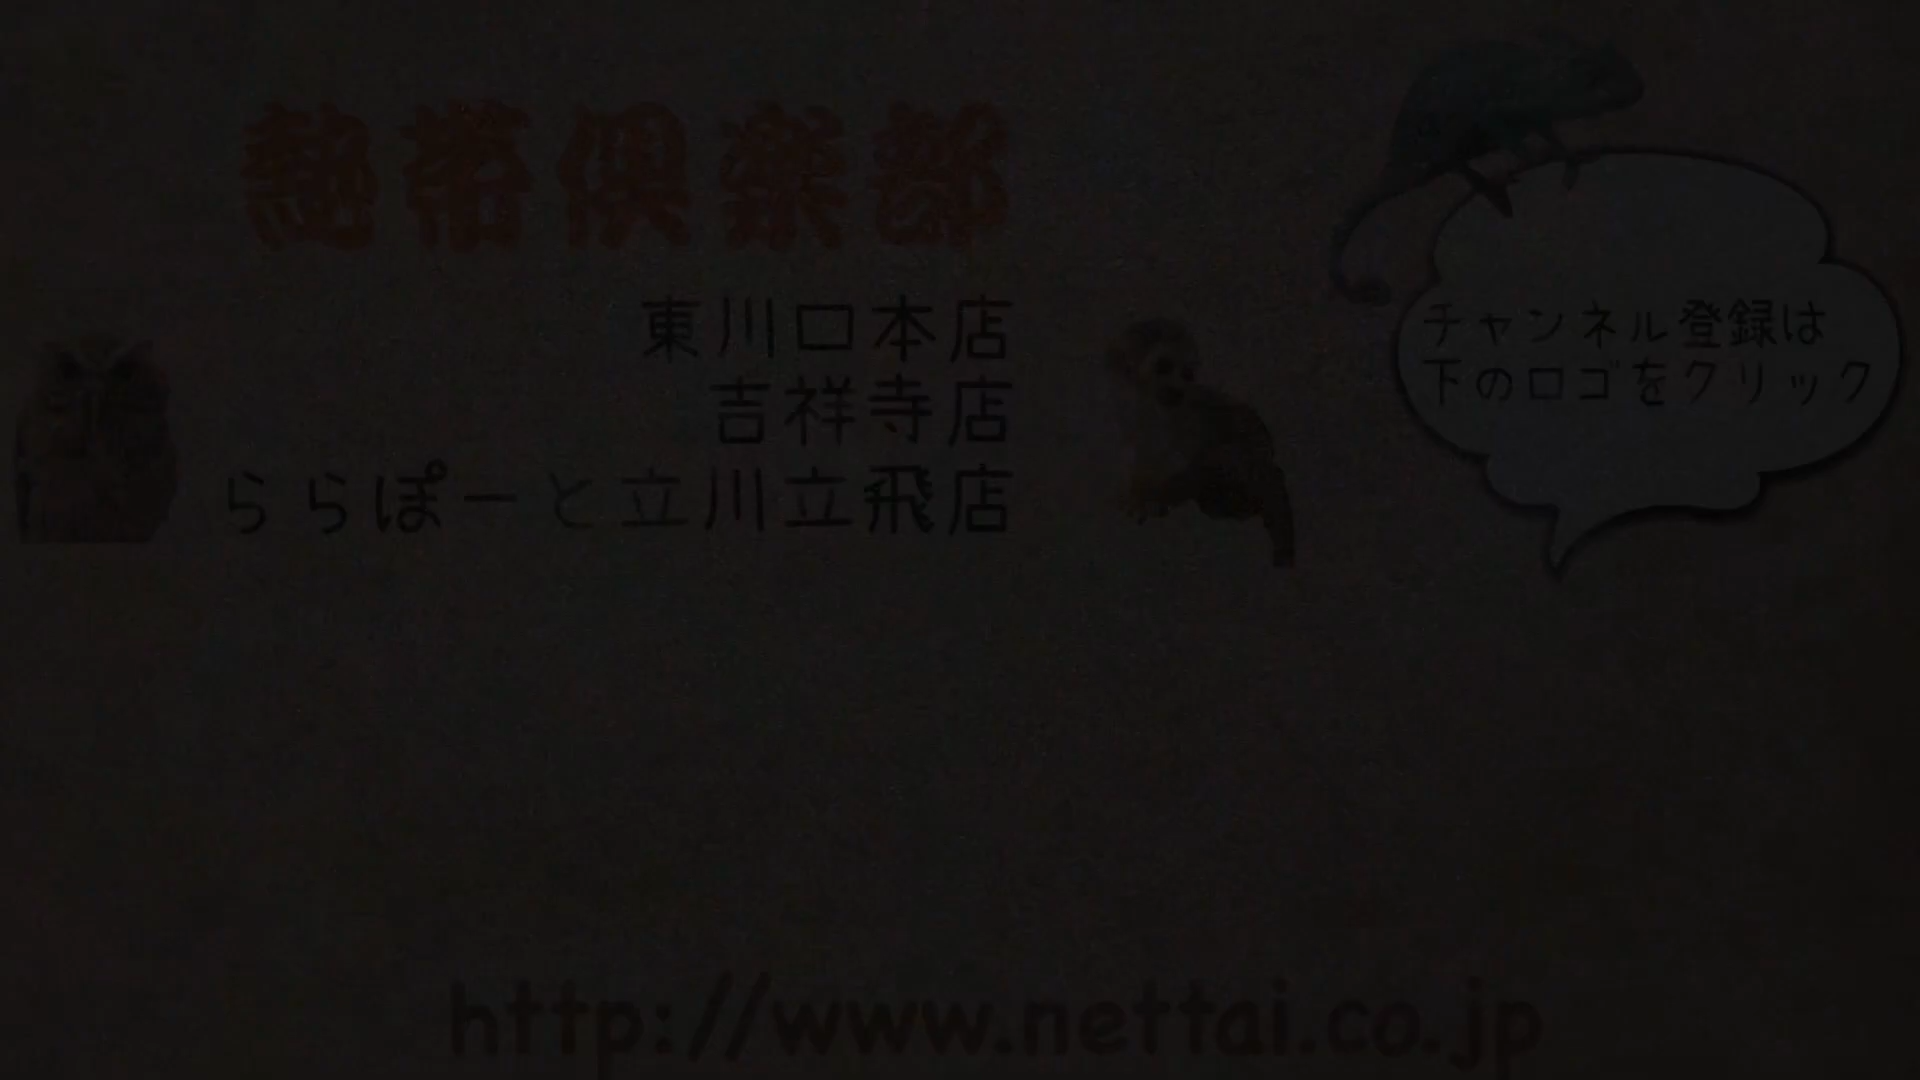 熱帯倶楽部
東川口本店
吉祥寺店
ららぽーと立川立飛店
チャンネル登録は
下のロゴをクリック
http://www.nettai.co.jp